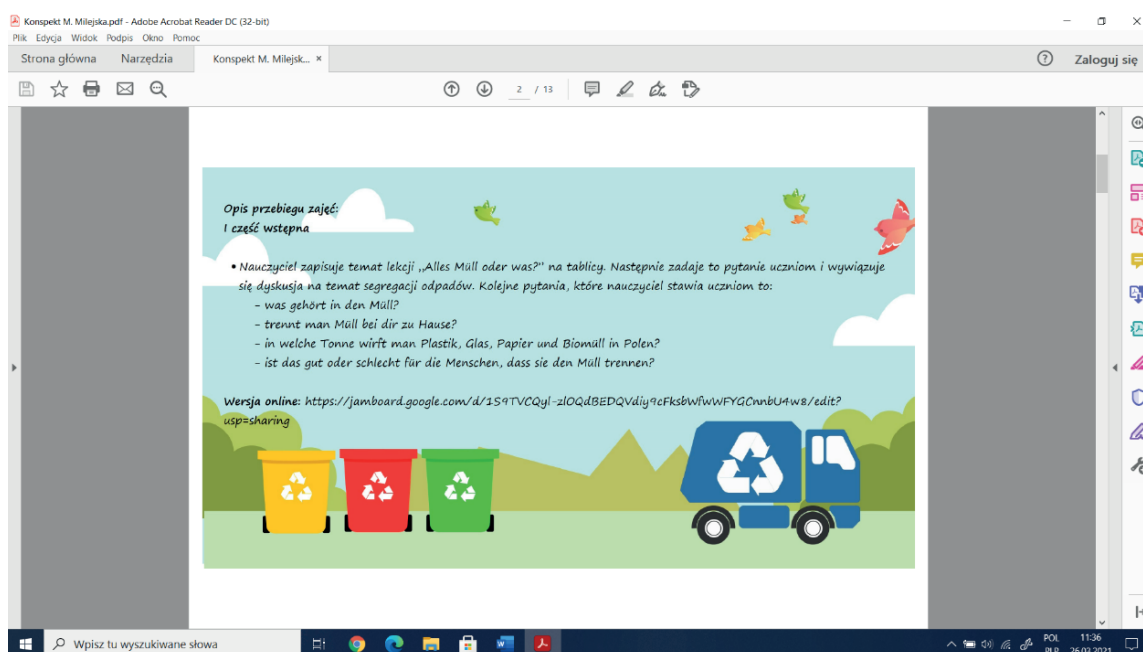 Konspekt M. Milejska.pdf - Adobe Acrobat Reader DC (32-bit)
Plik Edycja Widok Podpis Okno Pomoc
Strona główna Narzędzia Konspekt M. Milejsk... × Zaloguj się
2 / 13
Opis przebiegu zajęć:
I część wstępna
• Nauczyciel zapisuje temat lekcji „Alles Müll oder was?" na tablicy. Następnie zadaje to pytanie uczniom i wywiązuje
się dyskusja na temat segregacji odpadów. Kolejne pytania, które nauczyciel stawia uczniom to:
- was gehört in den Müll?
- trennt man Müll bei dir zu Hause?
- in welche Tonne wirft man Plastik, Glas, Papier und Biomüll in Polen?
- ist das gut oder schlecht für die Menschen, dass sie den Müll trennen?
Wersja online: https://jamboard.google.com/d/1S9TVCQyl-zlOQdBEDQVdiy9cFksbWfwWFYGCnnbU4w8/edit?
usp=sharing
Wpisz tu wyszukiwane słowa
POL 11:36
PLP 26.03.2021